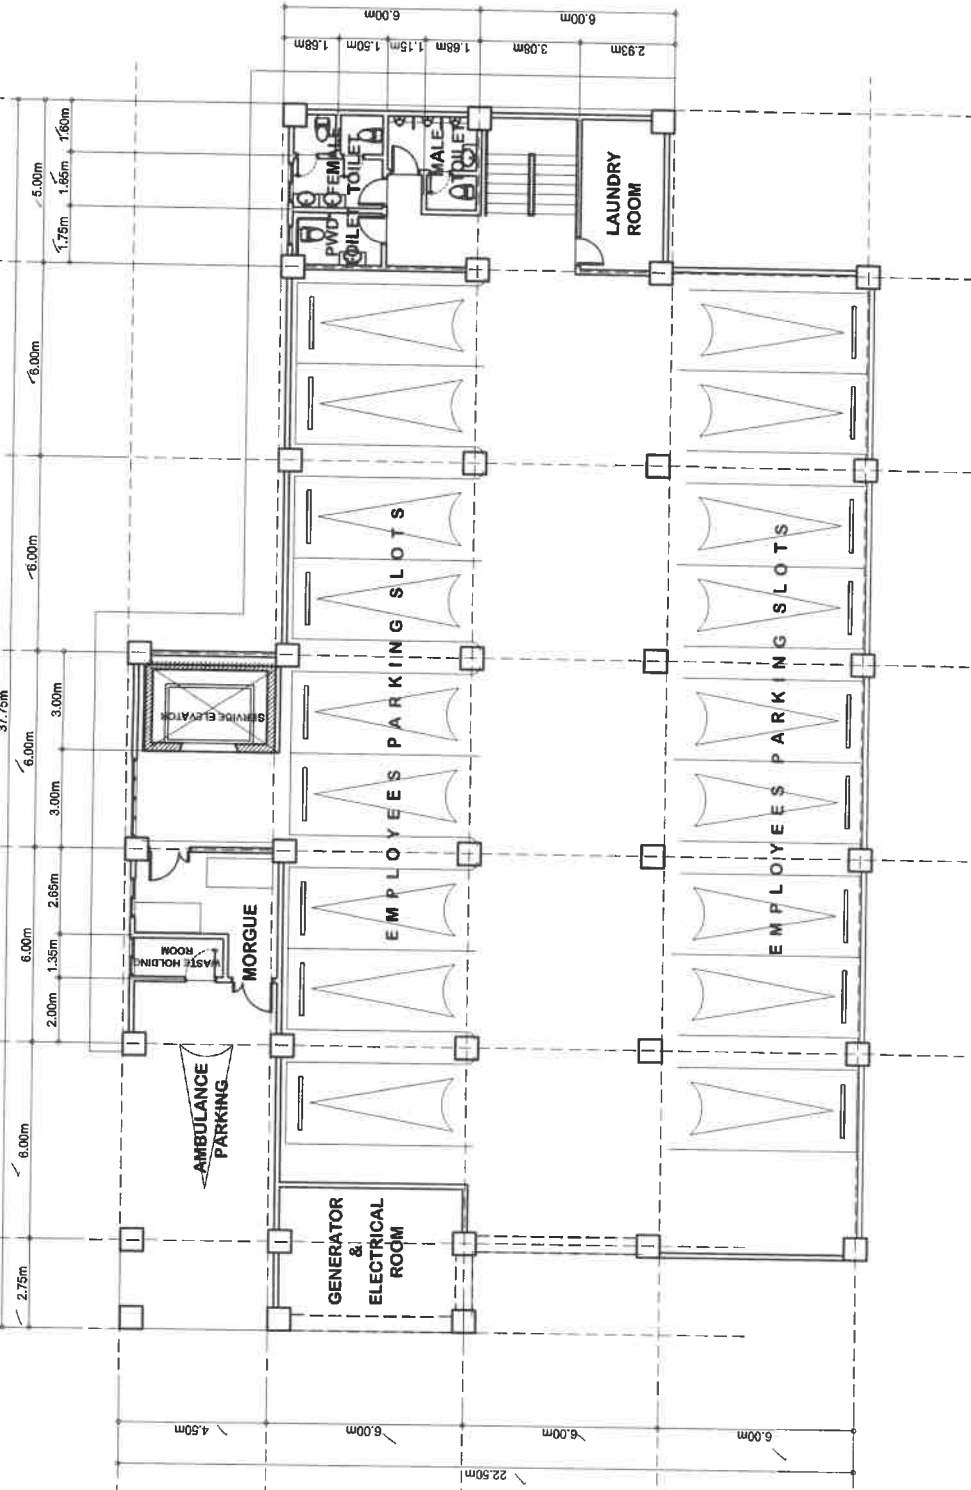 6.00m
6.00m
1.68m
1.50m
1.15m
1.68m
3.08m
2.93m
1.60m
5.00m
1.65m
1.75m
FEMALE
TOILET
MALE
TOILET
PWD
TOILET
LAUNDRY
ROOM
6.00m
6.00m
37.75m
6.00m
3.00m
3.00m
SERVICE ELEVATOR
EMPLOYEES PARKING SLOTS
EMPLOYEES PARKING SLOTS
6.00m
2.65m
1.35m
2.00m
WASTE HOLDING
ROOM
MORGUE
6.00m
AMBULANCE
PARKING
2.75m
GENERATOR
&
ELECTRICAL
ROOM
4.50m
6.00m
6.00m
6.00m
22.50m